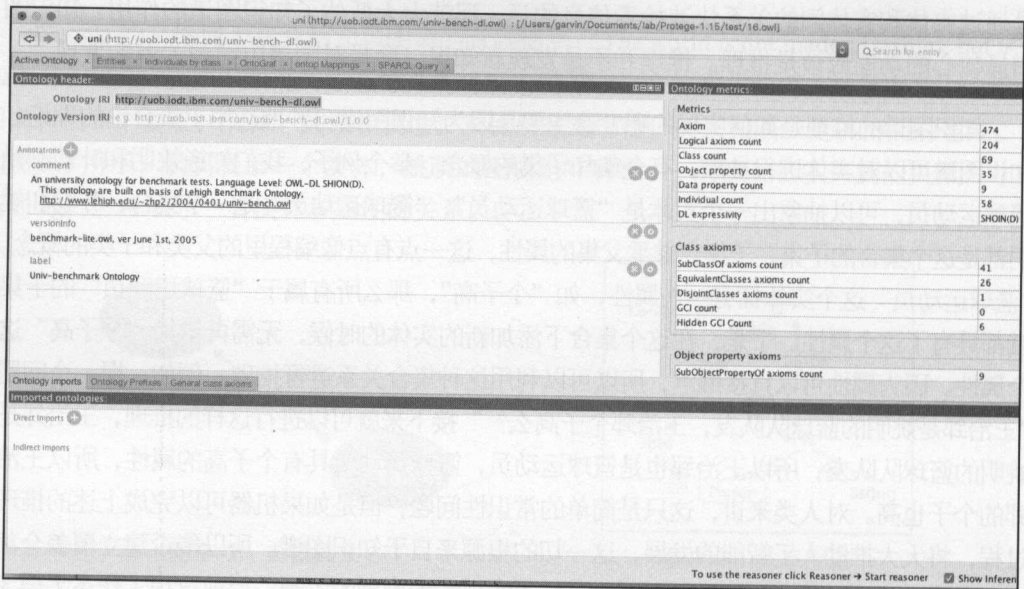 uni (http://uob.iodt.ibm.com/univ-bench-dl.owl) : [/Users/garvin/Documents/lab/Protege-1.15/test/16.owl]
uni (http://uob.iodt.ibm.com/univ-bench-dl.owl)
Search for entity
Active Ontology × Entities × Individuals by class × OntoGraf × ontop Mappings × SPARQL Query ×
Ontology header:
Ontology IRI http://uob.iodt.ibm.com/univ-bench-dl.owl
Ontology Version IRI e.g. http://uob.iodt.ibm.com/univ-bench-dl.owl/1.0.0
Annotations
comment
An university ontology for benchmark tests. Language Level: OWL-DL SHION(D).
This ontology are built on basis of Lehigh Benchmark Ontology,
http://www.lehigh.edu/~zhp2/2004/0401/univ-bench.owl
versionInfo
benchmark-lite.owl, ver June 1st, 2005
label
Univ-benchmark Ontology
Ontology metrics:
Metrics
Axiom 474
Logical axiom count 204
Class count 69
Object property count 35
Data property count 9
Individual count 58
DL expressivity SHOIN(D)
Class axioms
SubClassOf axioms count 41
EquivalentClasses axioms count 26
DisjointClasses axioms count 1
GCI count 0
Hidden GCI Count 6
Object property axioms
SubObjectPropertyOf axioms count 9
Ontology imports Ontology Prefixes General class axioms
Imported ontologies:
Direct Imports
Indirect Imports
To use the reasoner click Reasoner → Start reasoner Show Inferen